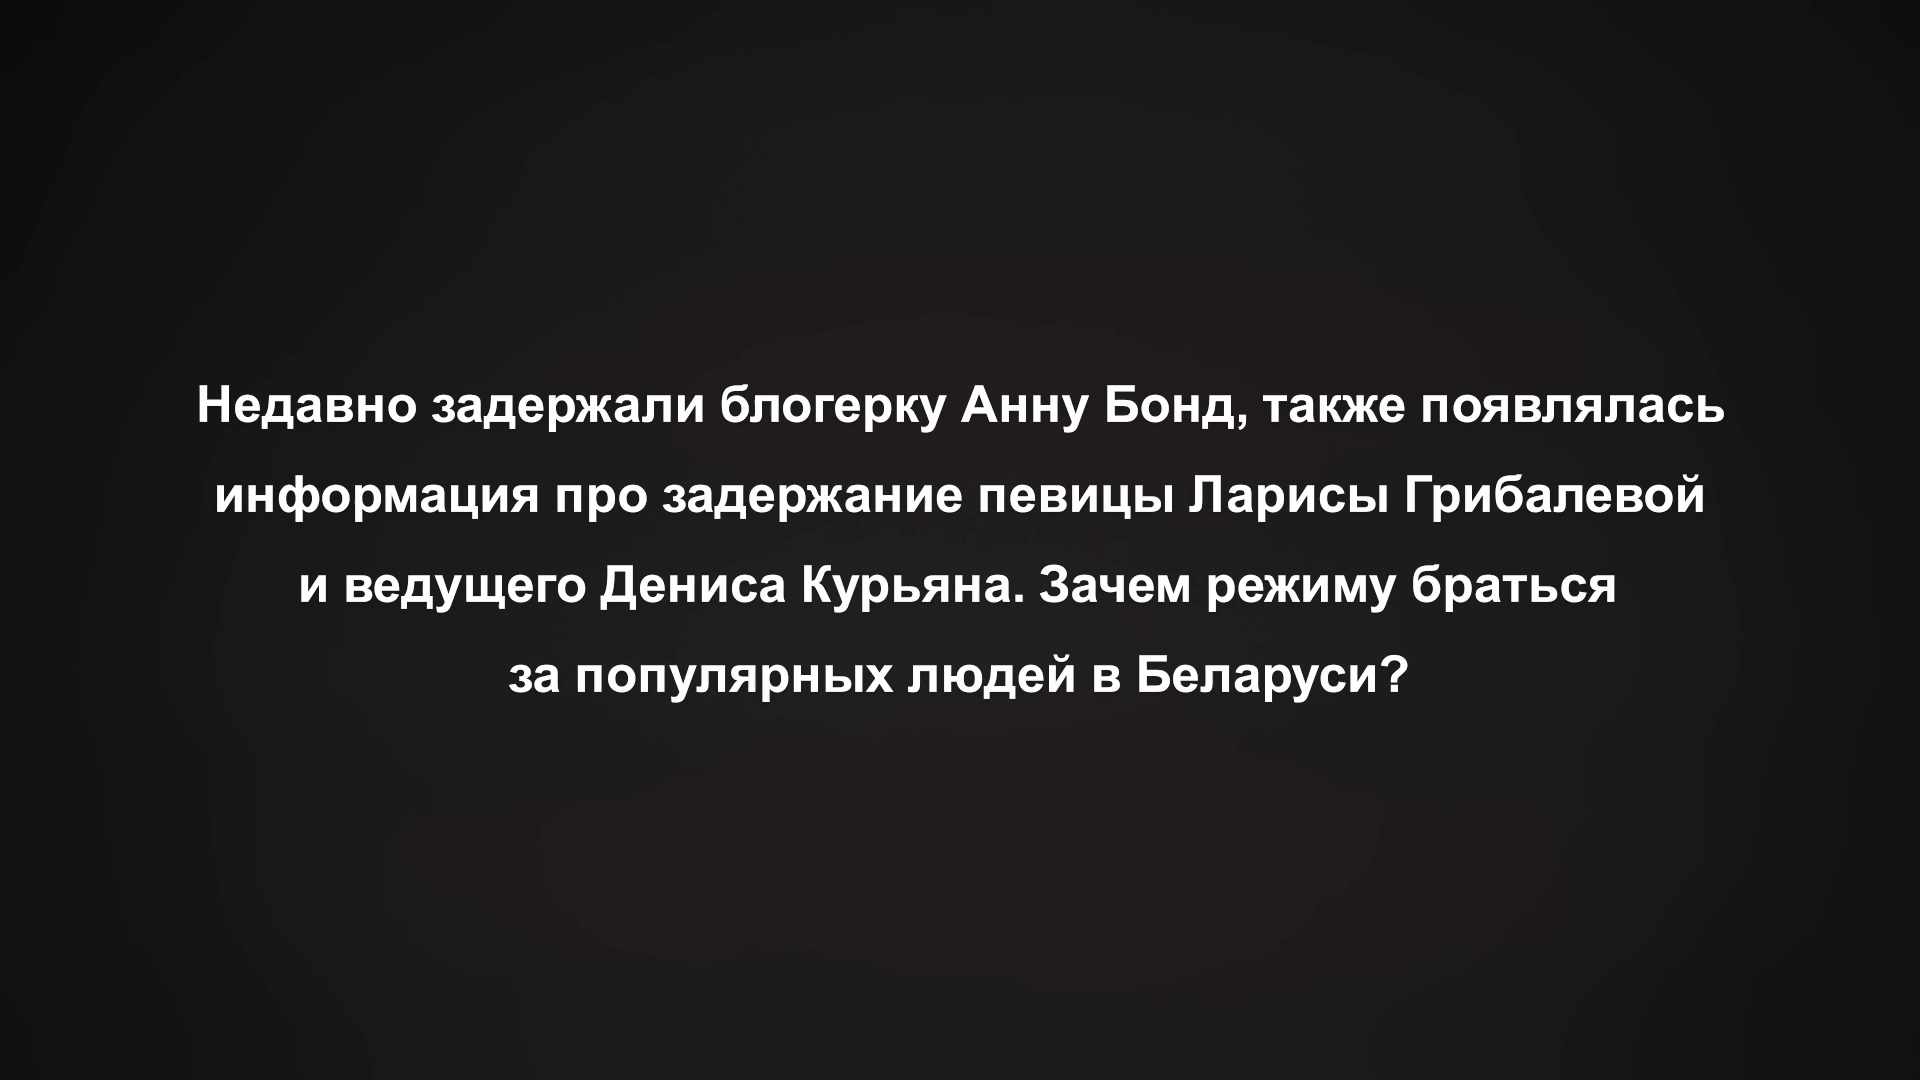 Недавно задержали блогерку Анну Бонд, также появлялась
информация про задержание певицы Ларисы Грибалевой
и ведущего Дениса Курьяна. Зачем режиму браться
за популярных людей в Беларуси?